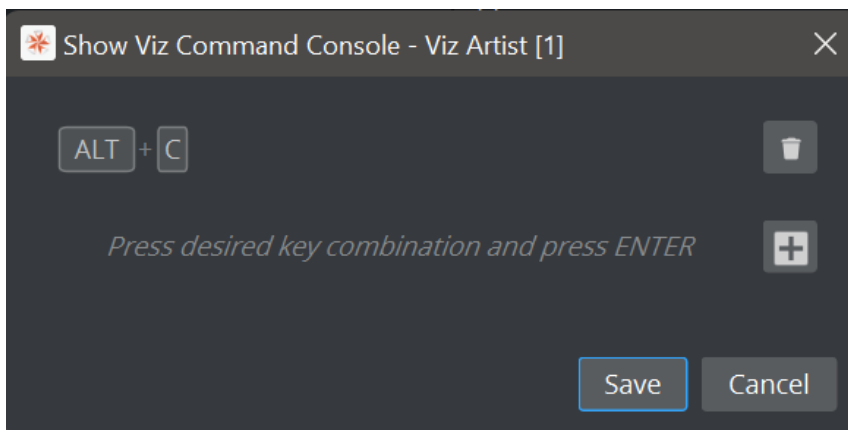 Show Viz Command Console - Viz Artist [1]
ALT + C
Press desired key combination and press ENTER
Save Cancel